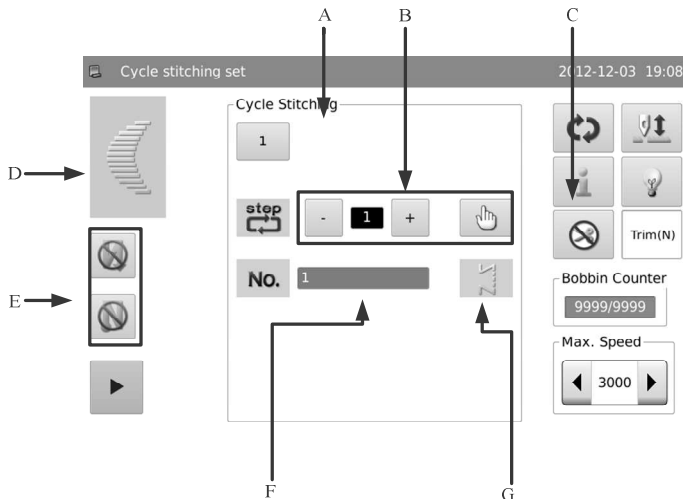 A B C
Cycle stitching set 2012-12-03 19:08
Cycle Stitching
1
D
step - 1 + Trim(N)
No. 1
E
Bobbin Counter
9999/9999
Max. Speed
3000
F G